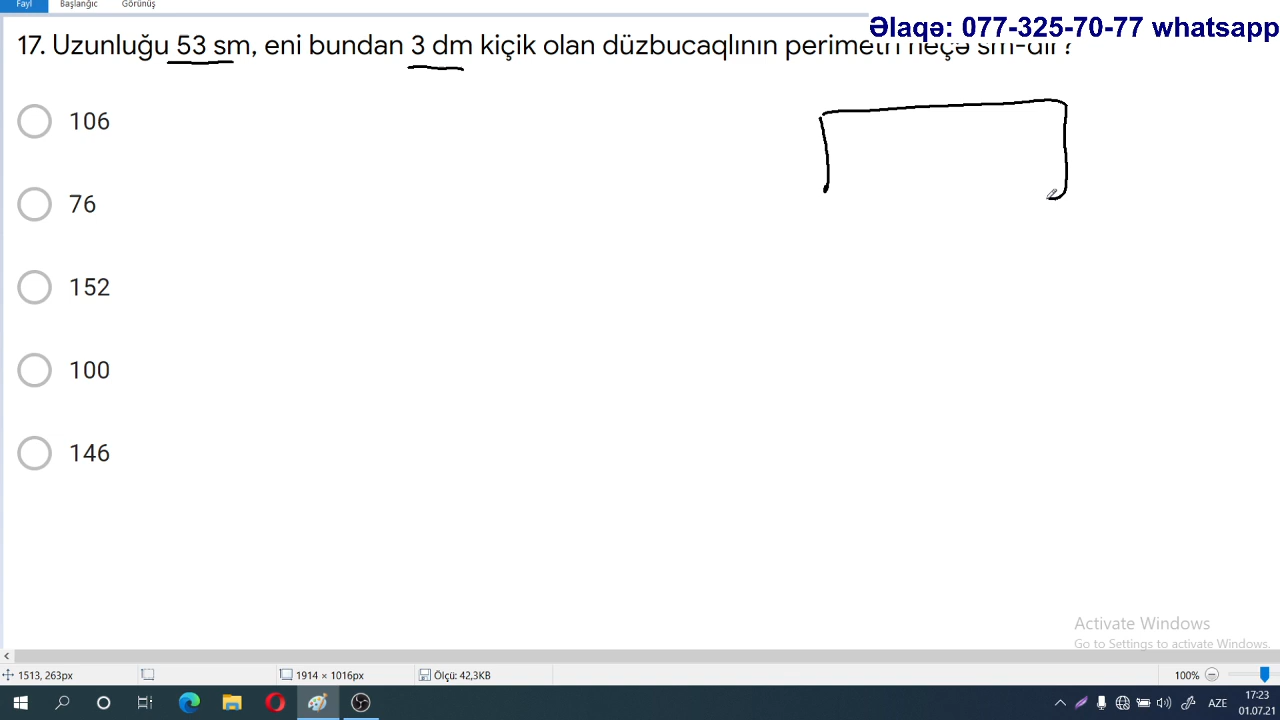 Fayl Başlanğıc Görünüş
Əlaqə: 077-325-70-77 whatsapp
17. Uzunluğu 53 sm, eni bundan 3 dm kiçik olan düzbucaqlının perimetri neçə sm-dir?
106
76
152
100
146
Activate Windows
Go to Settings to activate Windows.
1513, 263px 1914 × 1016px Ölçü: 42,3KB 100%
AZE 17:23
01.07.21